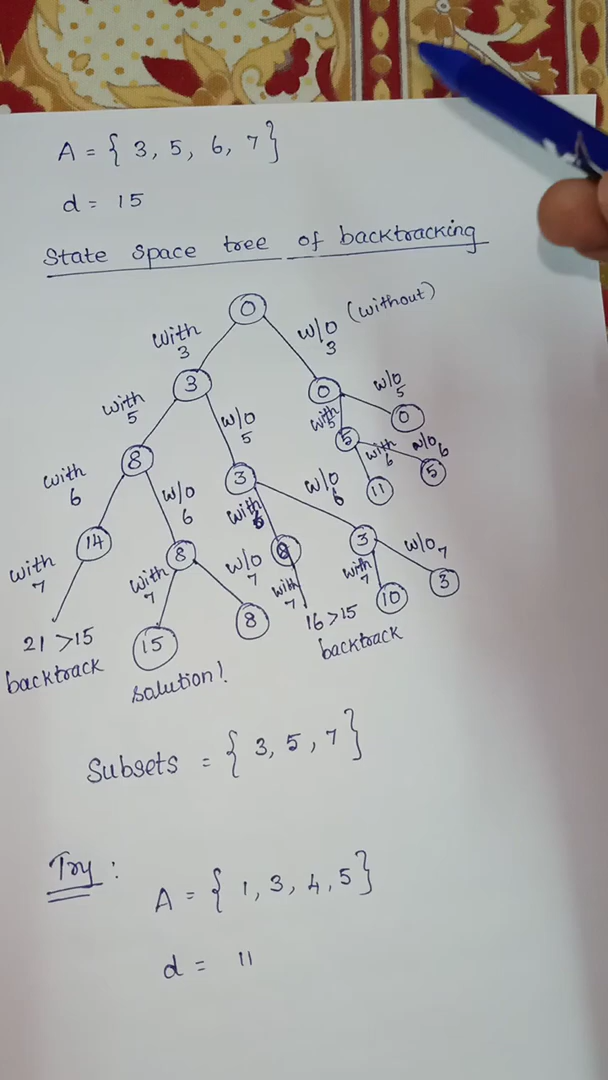 A = { 3, 5, 6, 7 }
d = 15
State space tree of backtracking
0
with 3
w/o 3 (without)
3
0
with 5
w/o 5
with 5
w/o 5
8
3
5
0
with 6
w/o 6
with 6
w/o 6
with 6
w/o 6
14
8
3
11
5
with 7
with 7
w/o 7
with 7
with 7
w/o 7
21 >15
backtrack
15
solution!
8
16 >15
backtrack
10
3
Subsets = { 3, 5, 7 }
Try :
A = { 1, 3, 4, 5 }
d = 11